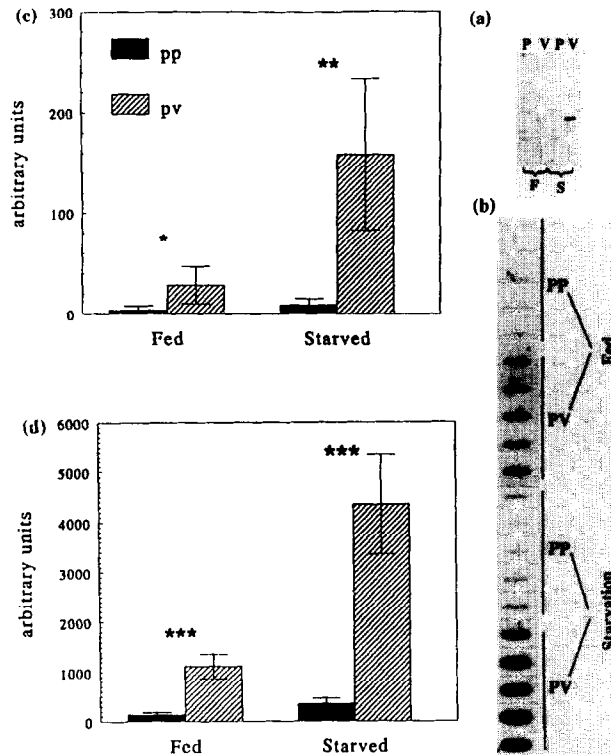 (c)
300
200
100
0
arbitrary units
pp
pv
*
**
Fed
Starved
(a)
P V P V
F S
(b)
PP
PV
Fed
PP
PV
Starvation
(d)
6000
5000
4000
3000
2000
1000
0
arbitrary units
***
***
Fed
Starved